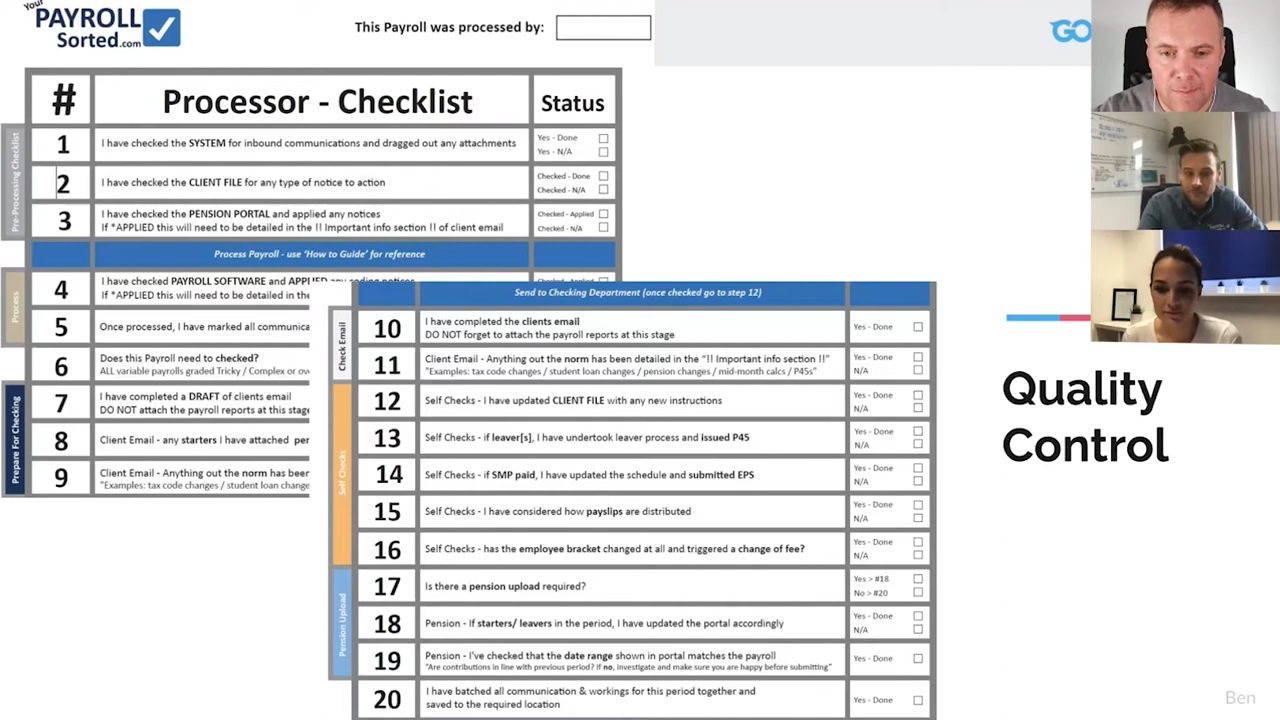 Your
PAYROLL
Sorted.com
This Payroll was processed by:
GO
# Processor - Checklist Status
Pre-Processing Checklist
1 I have checked the SYSTEM for inbound communications and dragged out any attachments
Yes - Done
Yes - N/A
2 I have checked the CLIENT FILE for any type of notice to action
Checked - Done
Checked - N/A
3 I have checked the PENSION PORTAL and applied any notices
If *APPLIED this will need to be detailed in the !! Important info section !! of client email
Checked - Applied
Checked - N/A
Process Payroll - use 'How to Guide' for reference
Process
4 I have checked PAYROLL SOFTWARE and APPLIED any coding notices
If *APPLIED this will need to be detailed in the
Checked - Applied
5 Once processed, I have marked all communica
6 Does this Payroll need to checked?
ALL variable payrolls graded Tricky / Complex or ov
Prepare For Checking
7 I have completed a DRAFT of clients email
DO NOT attach the payroll reports at this stage
8 Client Email - any starters I have attached per
9 Client Email - Anything out the norm has been
"Examples: tax code changes / student loan change
Send to Checking Department (once checked go to step 12)
Check Email
10 I have completed the clients email
DO NOT forget to attach the payroll reports at this stage
Yes - Done
11 Client Email - Anything out the norm has been detailed in the "!! Important info section !!"
"Examples: tax code changes / student loan changes / pension changes / mid-month calcs / P45s"
Yes - Done
N/A
Self Checks
12 Self Checks - I have updated CLIENT FILE with any new instructions
Yes - Done
N/A
13 Self Checks - if leaver[s], I have undertook leaver process and issued P45
Yes - Done
N/A
14 Self Checks - if SMP paid, I have updated the schedule and submitted EPS
Yes - Done
N/A
15 Self Checks - I have considered how payslips are distributed
Yes - Done
N/A
16 Self Checks - has the employee bracket changed at all and triggered a change of fee?
Yes - Done
N/A
Pension Upload
17 Is there a pension upload required?
Yes > #18
No > #20
18 Pension - If starters/ leavers in the period, I have updated the portal accordingly
Yes - Done
N/A
19 Pension - I've checked that the date range shown in portal matches the payroll
"Are contributions in line with previous period? If no, investigate and make sure you are happy before submitting"
Yes - Done
20 I have batched all communication & workings for this period together and
saved to the required location
Yes - Done
Quality
Control
Ben